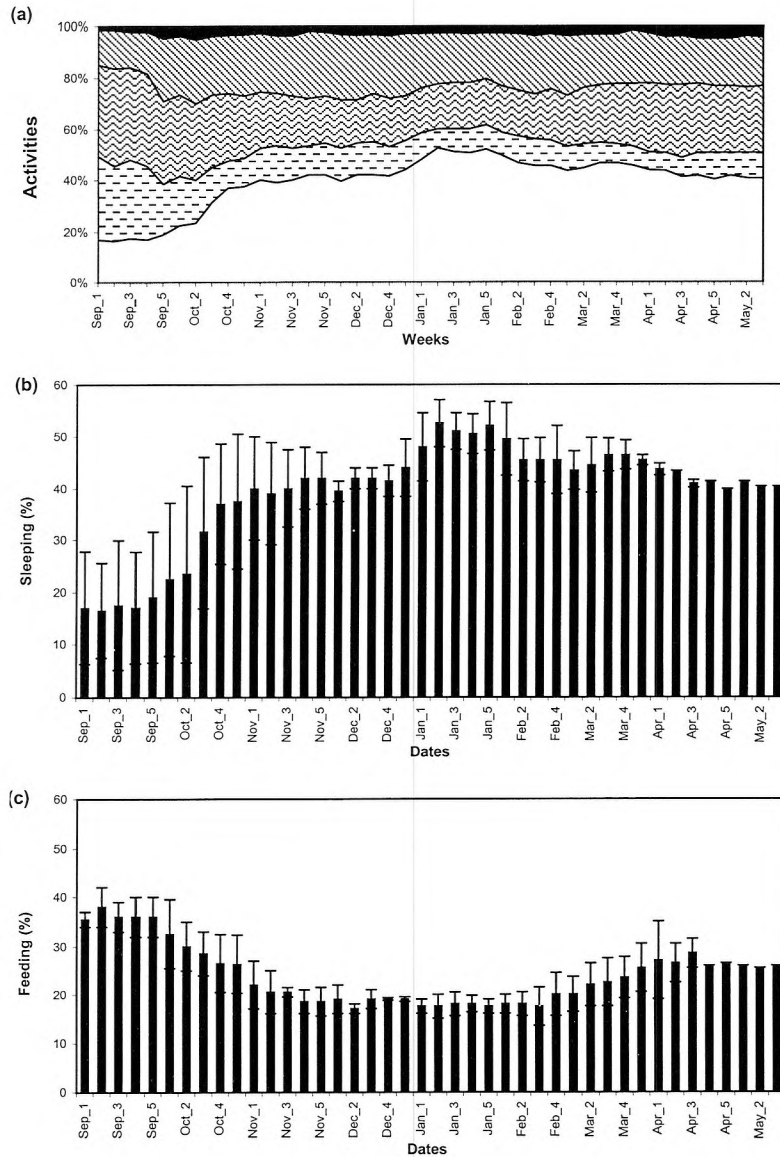 (a)
100%
80%
60%
40%
20%
0%
Activities
Sep_1 Sep_3 Sep_5 Oct_2 Oct_4 Nov_1 Nov_3 Nov_5 Dec_2 Dec_4 Jan_1 Jan_3 Jan_5 Feb_2 Feb_4 Mar_2 Mar_4 Apr_1 Apr_3 Apr_5 May_2
Weeks
(b)
60
50
40
30
20
10
0
Sleeping (%)
Sep_1 Sep_3 Sep_5 Oct_2 Oct_4 Nov_1 Nov_3 Nov_5 Dec_2 Dec_4 Jan_1 Jan_3 Jan_5 Feb_2 Feb_4 Mar_2 Mar_4 Apr_1 Apr_3 Apr_5 May_2
Dates
(c)
60
50
40
30
20
10
0
Feeding (%)
Sep_1 Sep_3 Sep_5 Oct_2 Oct_4 Nov_1 Nov_3 Nov_5 Dec_2 Dec_4 Jan_1 Jan_3 Jan_5 Feb_2 Feb_4 Mar_2 Mar_4 Apr_1 Apr_3 Apr_5 May_2
Dates